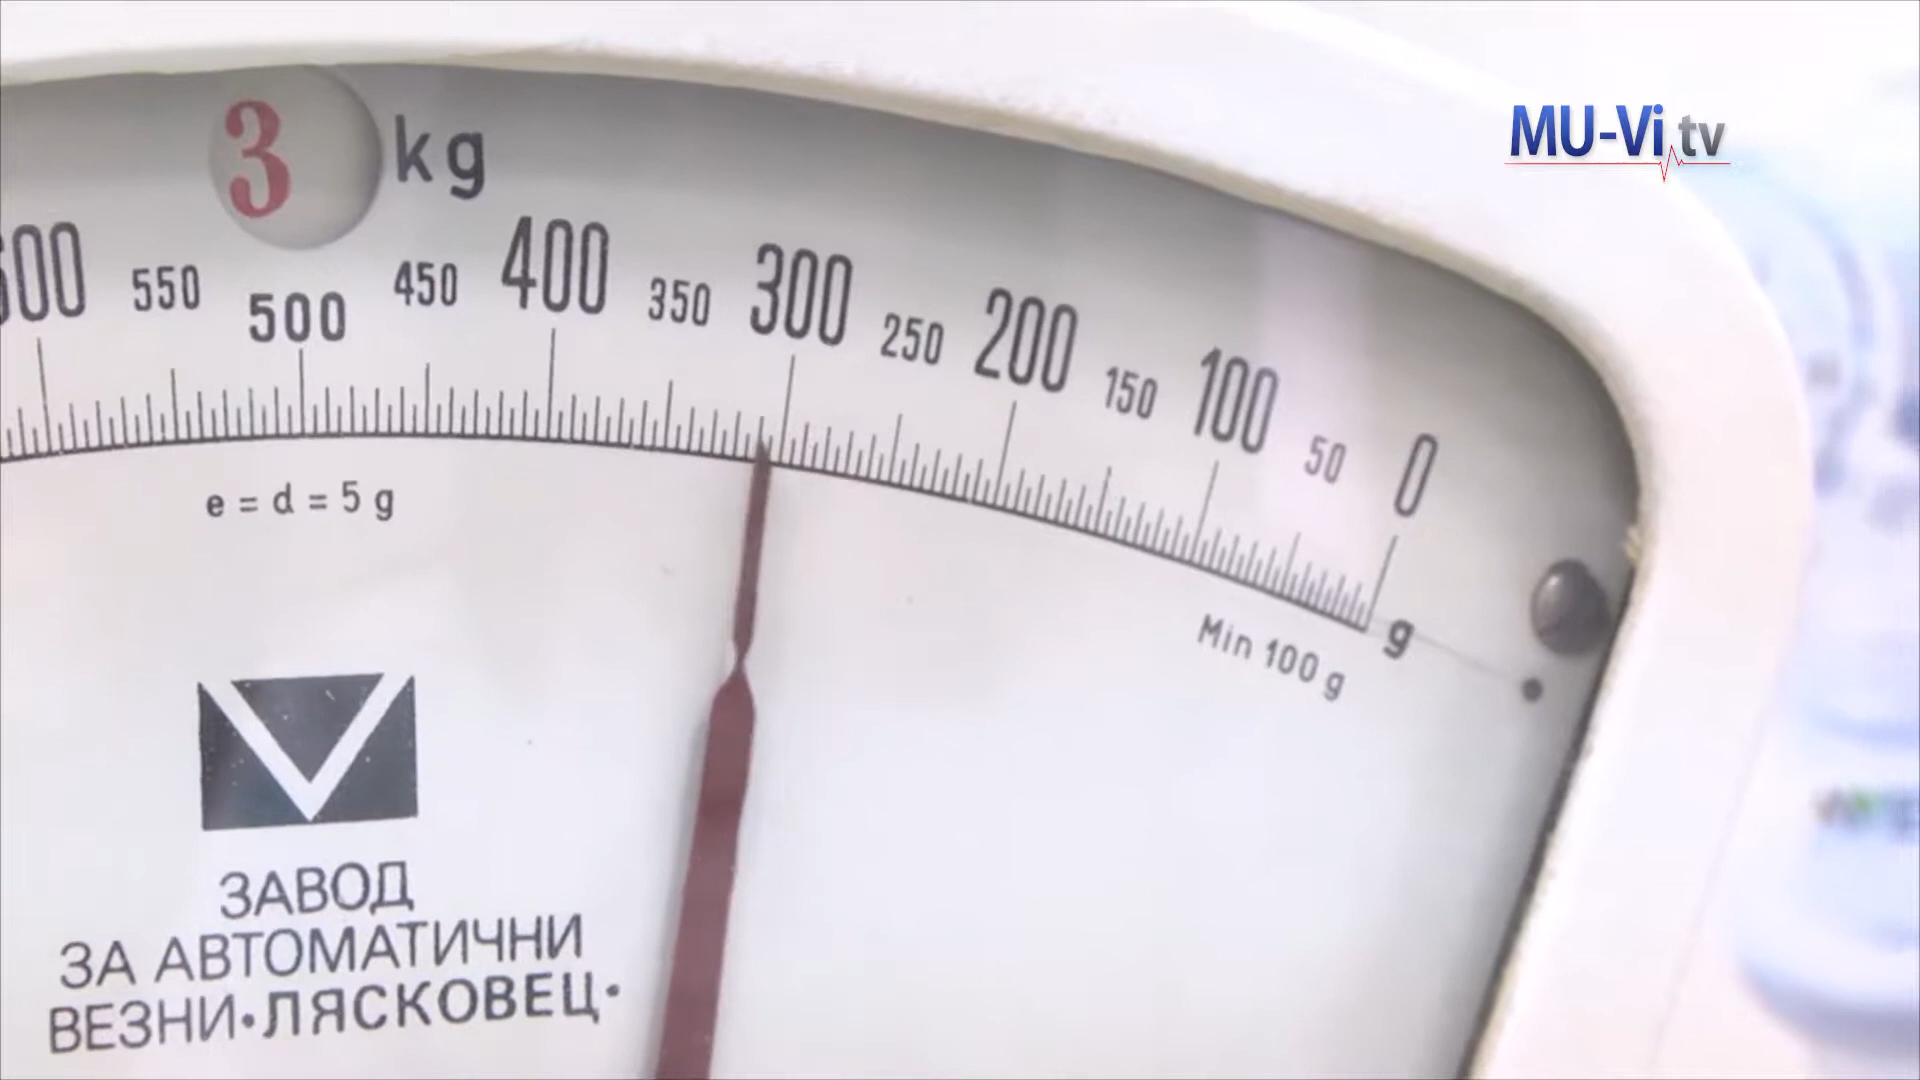 MU-Vi.tv
3 kg
600 550 500 450 400 350 300 250 200 150 100 50 0
g
e = d = 5 g
Min 100 g
ЗАВОД
ЗА АВТОМАТИЧНИ
ВЕЗНИ·ЛЯСКОВЕЦ·